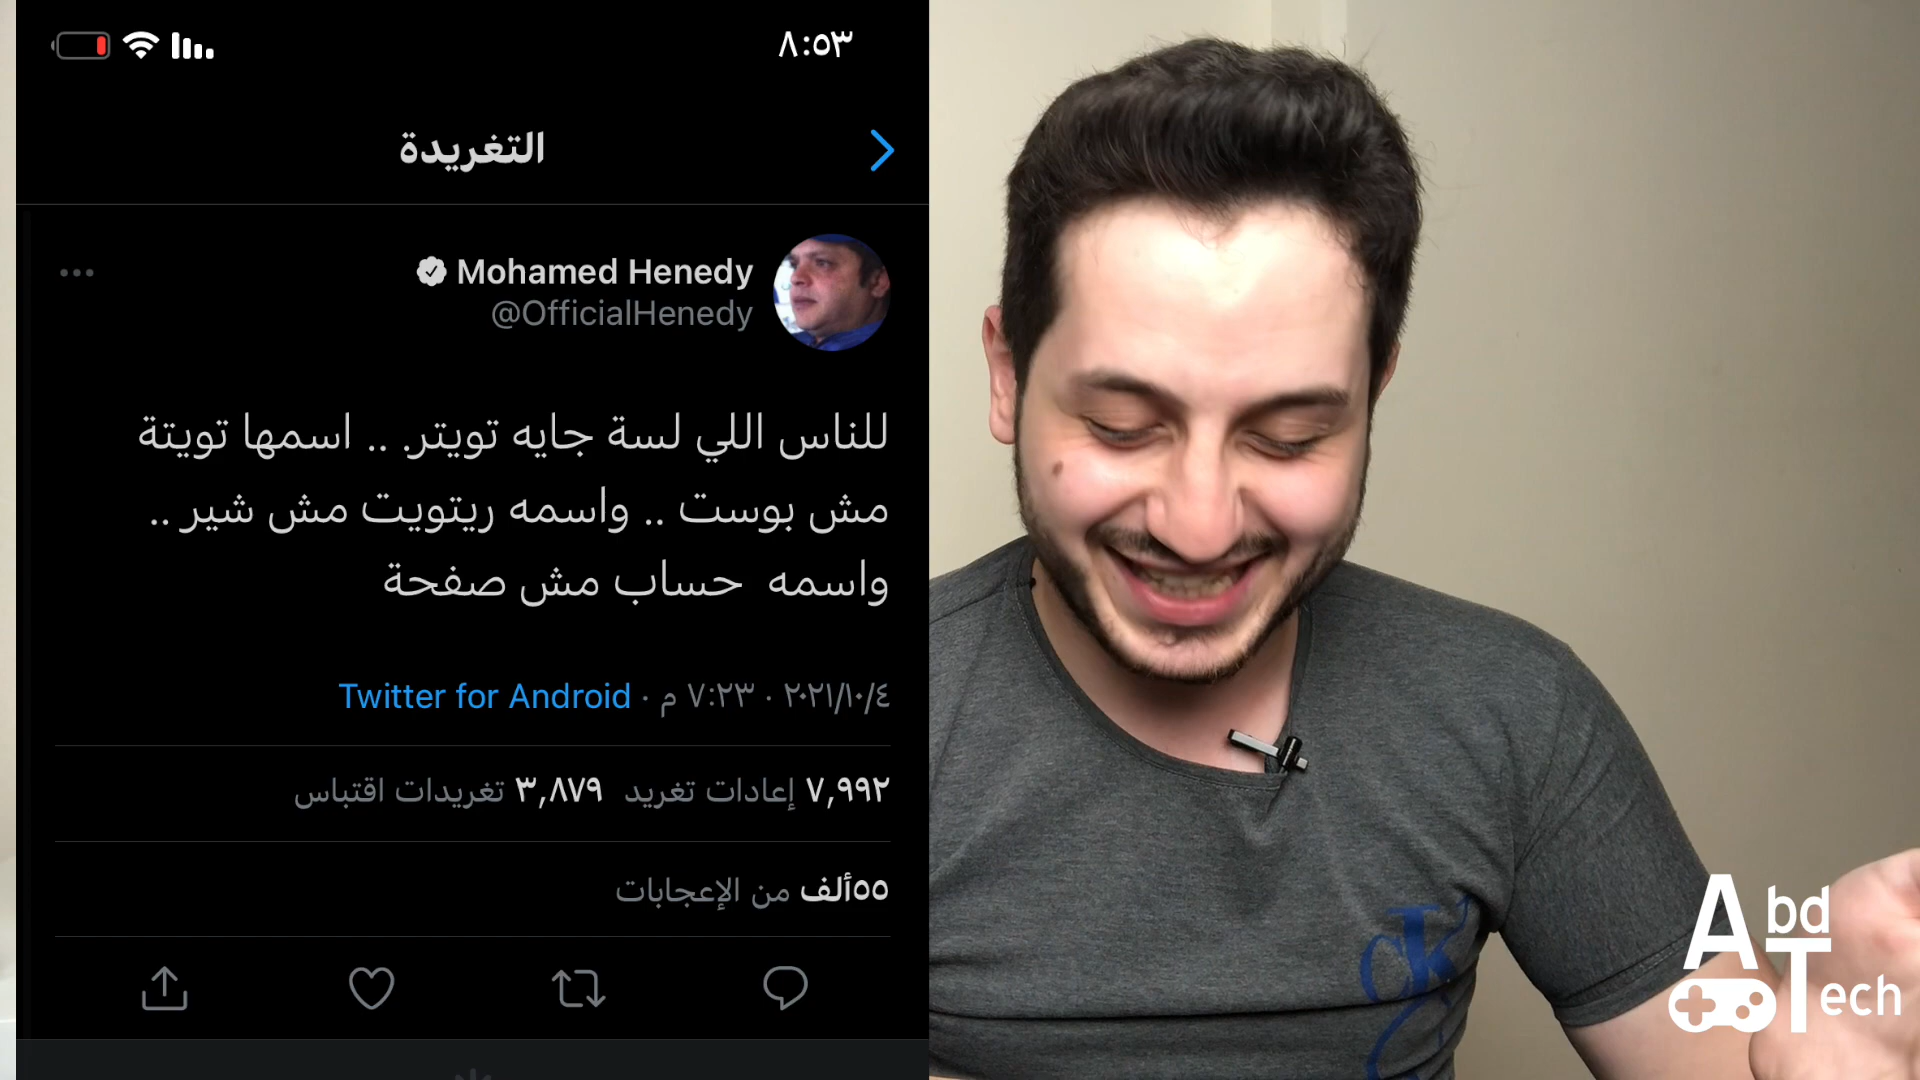 ٨:٥٣
التغريدة
Mohamed Henedy
@OfficialHenedy
للناس اللي لسة جايه تويتر. .. اسمها تويتة
مش بوست .. واسمه ريتويت مش شير ..
واسمه حساب مش صفحة
٢٠٢١/١٠/٤ · ٧:٢٣ م · Twitter for Android
٧,٩٩٢ إعادات تغريد ٣,٨٧٩ تغريدات اقتباس
٥٥ألف من الإعجابات
CK
Abd
Tech